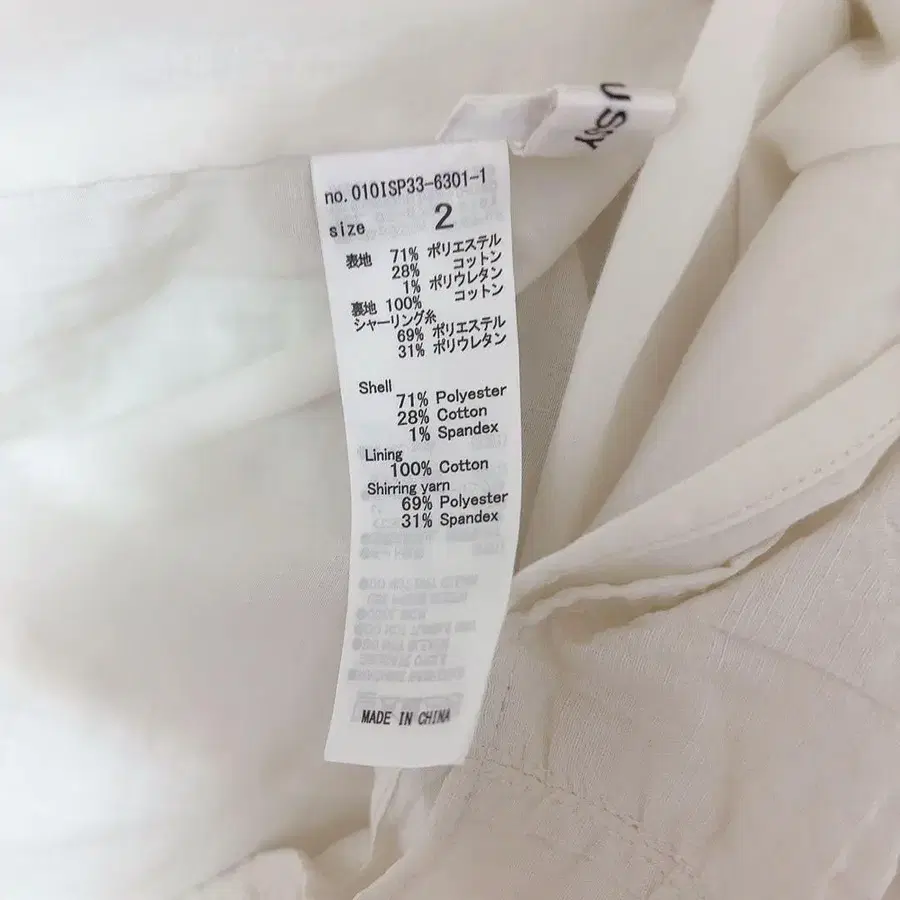 no.010ISP33-6301-1
size 2
表地 71% ポリエステル
28% コットン
1% ポリウレタン
裏地 100% コットン
シャーリング糸
69% ポリエステル
31% ポリウレタン
Shell
71% Polyester
28% Cotton
1% Spandex
Lining
100% Cotton
Shirring yarn
69% Polyester
31% Spandex
MADE IN CHINA